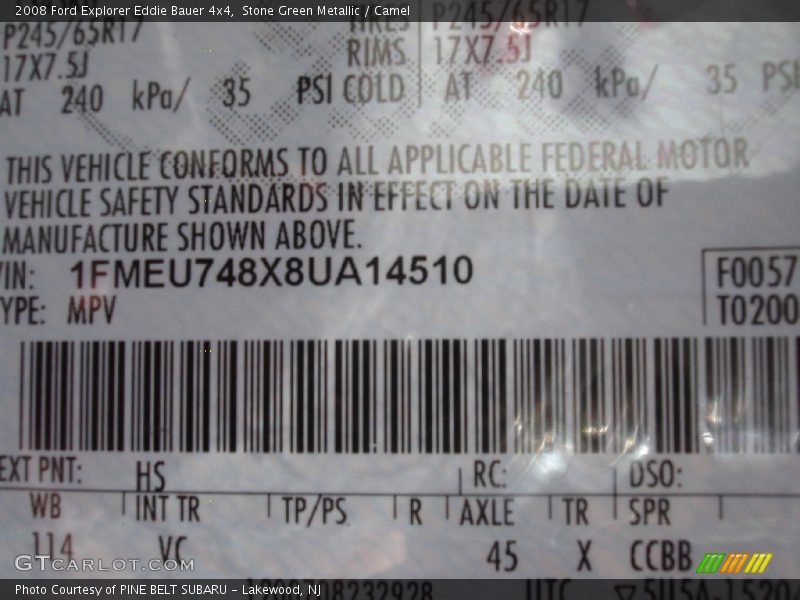 2008 Ford Explorer Eddie Bauer 4x4, Stone Green Metallic / Camel
P245/65R17 TIRES P245/65R17
17X7.5J RIMS 17X7.5J
AT 240 kPa/ 35 PSI COLD AT 240 kPa/ 35 PSI
THIS VEHICLE CONFORMS TO ALL APPLICABLE FEDERAL MOTOR
VEHICLE SAFETY STANDARDS IN EFFECT ON THE DATE OF
MANUFACTURE SHOWN ABOVE.
VIN: 1FMEU748X8UA14510 F0057
TYPE: MPV T0200
EXT PNT: HS RC: DSO:
WB INT TR TP/PS R AXLE TR SPR
114 VC 45 X CCBB
GTCARLOT.COM
Photo Courtesy of PINE BELT SUBARU – Lakewood, NJ